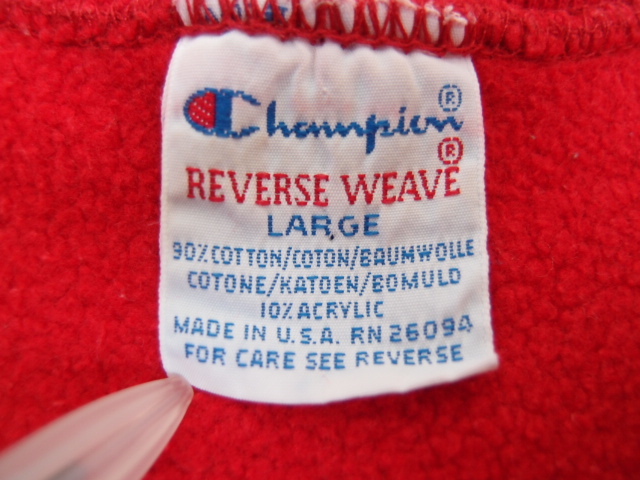 Champion ®
REVERSE WEAVE ®
LARGE
90% COTTON/COTON/BAUMWOLLE
COTONE/KATOEN/BOMULD
10% ACRYLIC
MADE IN U.S.A. RN 26094
FOR CARE SEE REVERSE